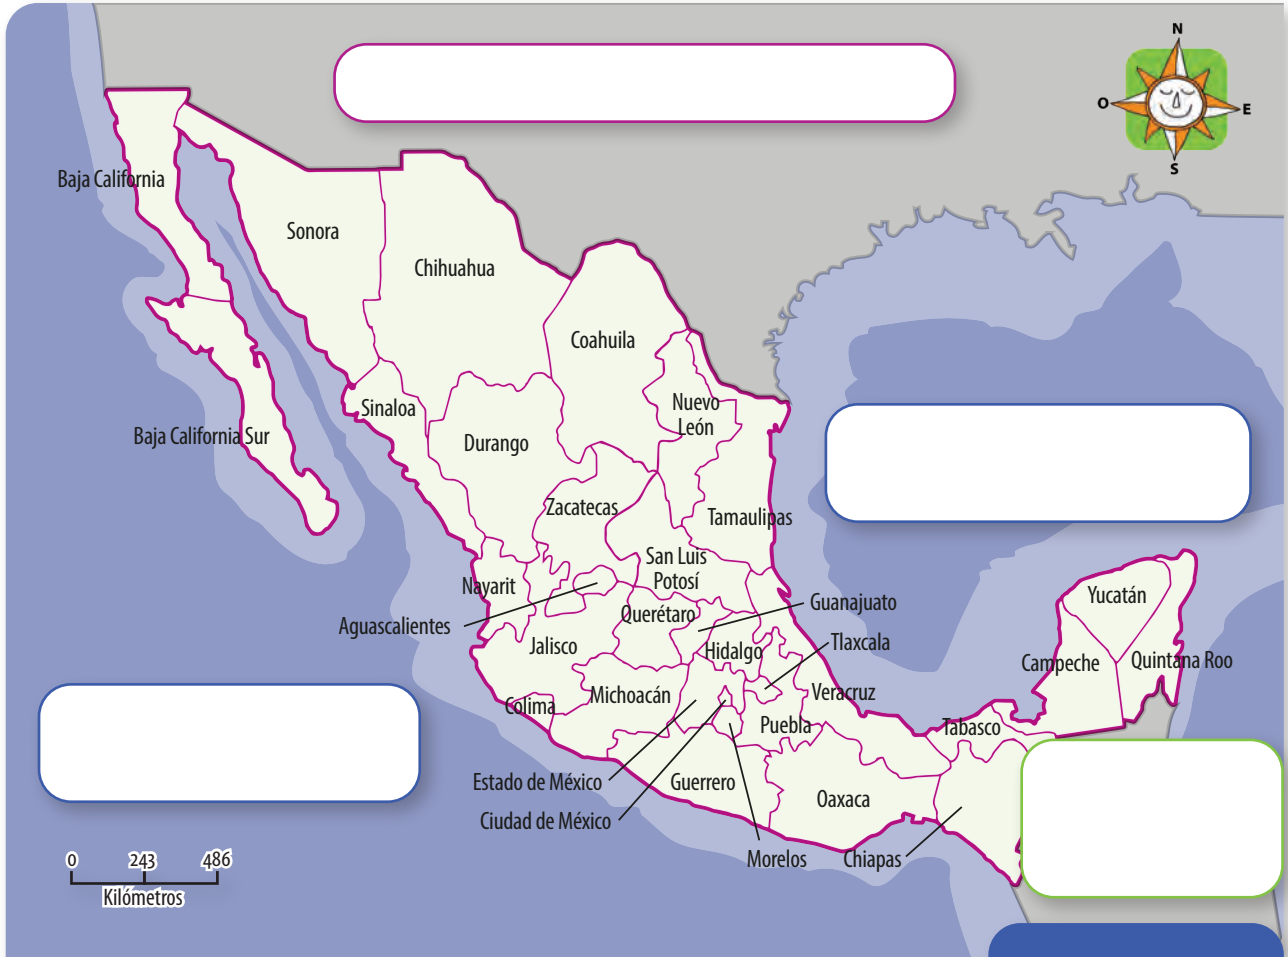 N
O
E
S
Baja California
Sonora
Chihuahua
Coahuila
Sinaloa
Nuevo
León
Baja California Sur
Durango
Zacatecas
Tamaulipas
San Luis
Potosí
Nayarit
Yucatán
Guanajuato
Querétaro
Aguascalientes
Tlaxcala
Jalisco
Hidalgo
Campeche
Quintana Roo
Michoacán
Veracruz
Colima
Puebla
Tabasco
Estado de México
Guerrero
Oaxaca
Ciudad de México
Morelos
Chiapas
0 243 486
Kilómetros